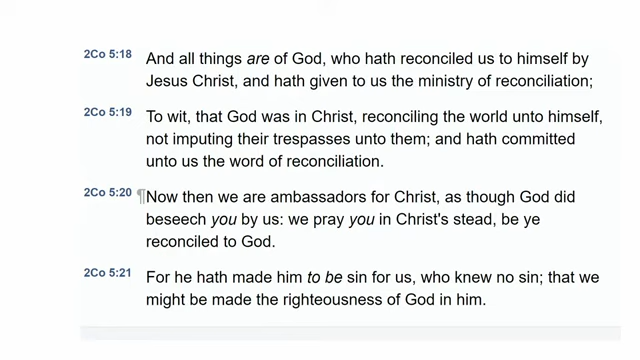 2Co 5:18 And all things are of God, who hath reconciled us to himself by
Jesus Christ, and hath given to us the ministry of reconciliation;
2Co 5:19 To wit, that God was in Christ, reconciling the world unto himself,
not imputing their trespasses unto them; and hath committed
unto us the word of reconciliation.
2Co 5:20 ¶Now then we are ambassadors for Christ, as though God did
beseech you by us: we pray you in Christ's stead, be ye
reconciled to God.
2Co 5:21 For he hath made him to be sin for us, who knew no sin; that we
might be made the righteousness of God in him.